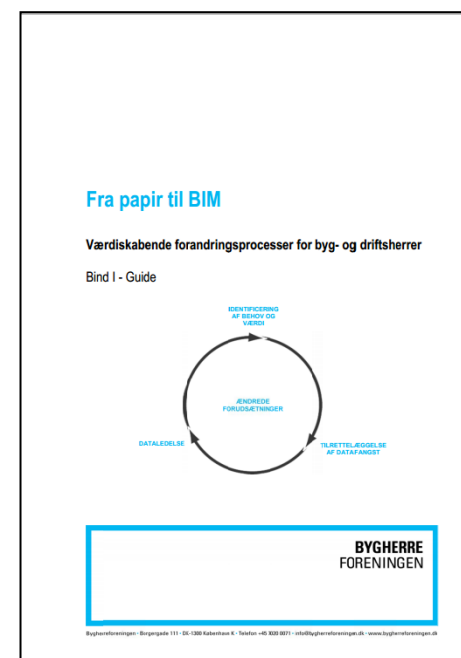 Fra papir til BIM
Værdiskabende forandringsprocesser for byg- og driftsherrer
Bind I - Guide
IDENTIFICERING
AF BEHOV OG
VÆRDI
ÆNDREDE
FORUDSÆTNINGER
DATALEDELSE
TILRETTELÆGGELSE
AF DATAFANGST
BYGHERRE
FORENINGEN
Bygherreforeningen - Borgergade 111 - DK-1300 København K - Telefon +45 7020 0071 - info@bygherreforeningen.dk - www.bygherreforeningen.dk